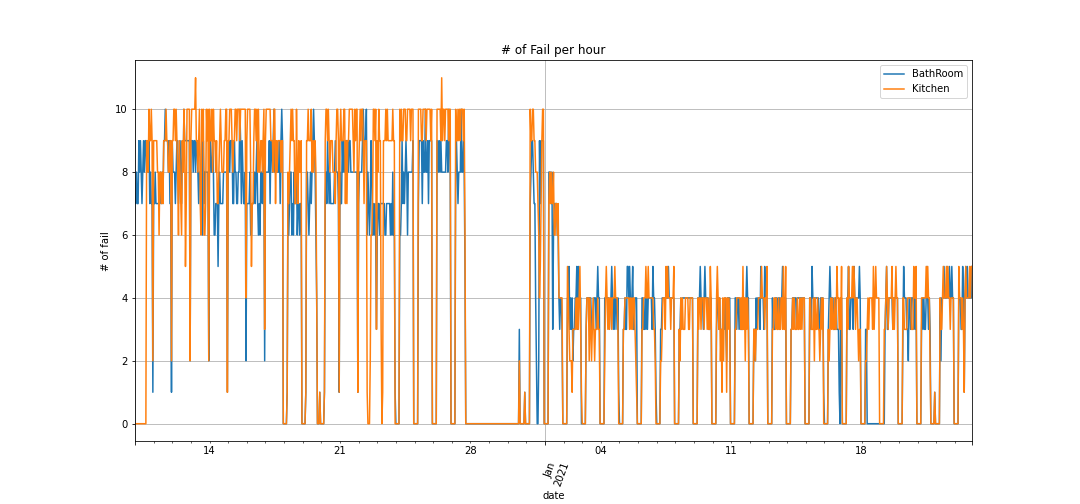 # of Fail per hour
BathRoom
Kitchen
# of fail
10
8
6
4
2
0
14
21
28
Jan
2021
04
11
18
date